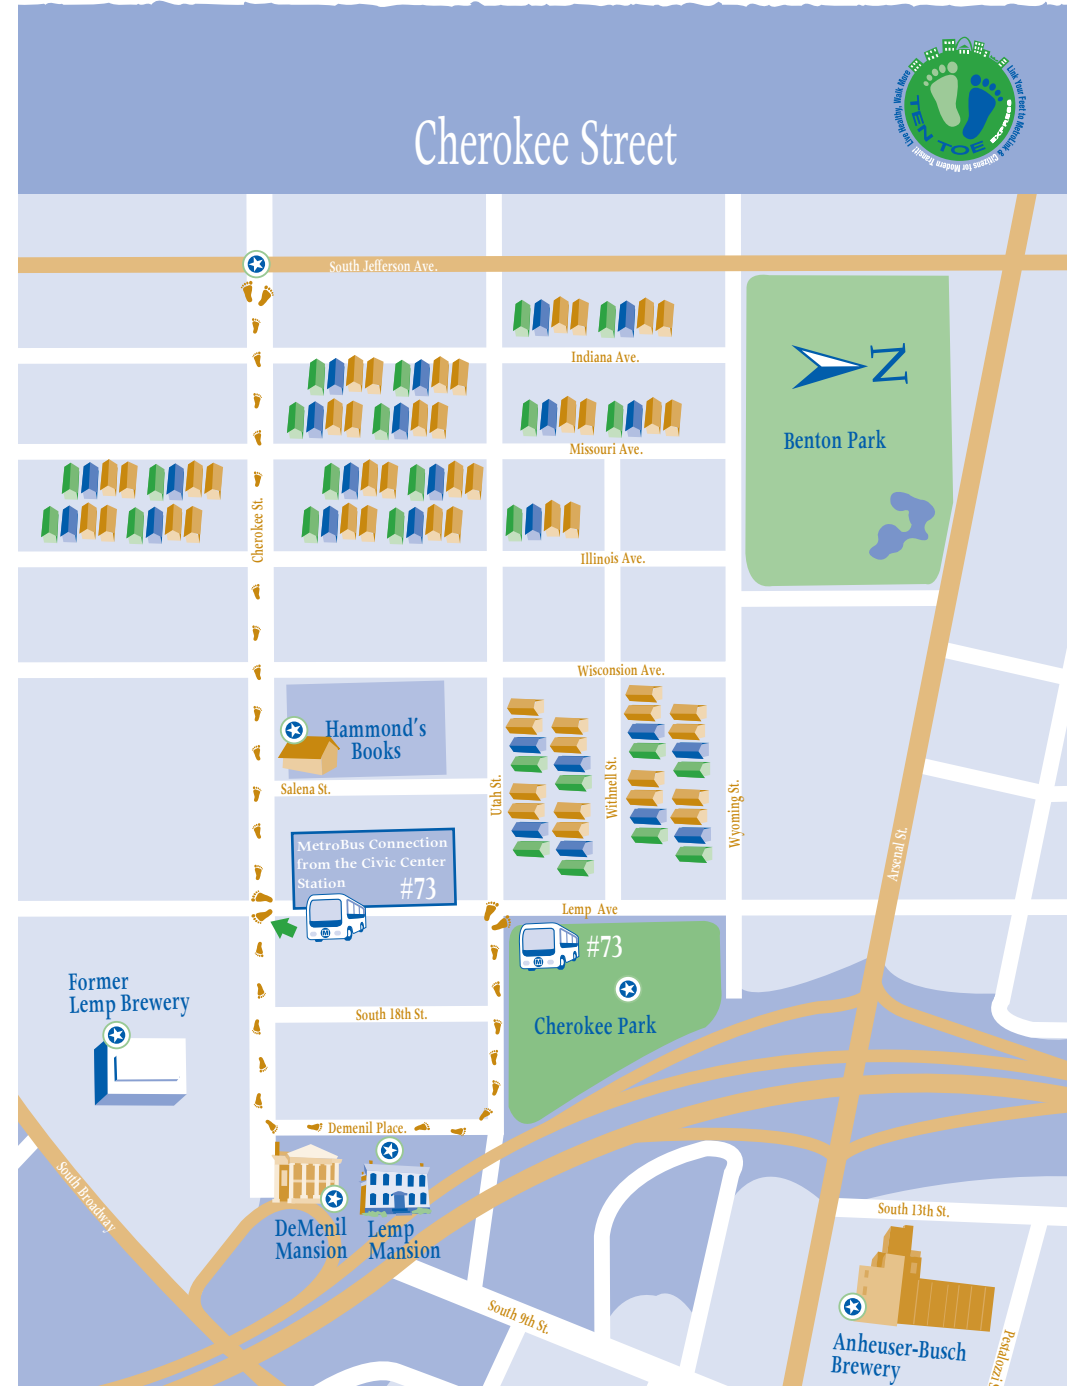 Live Healthy, Walk More
Link Your Feet to MetroLink &
Citizens for Modern Transit!
TEN TOE EXPRESS
Cherokee Street
South Jefferson Ave.
Indiana Ave.
N
Benton Park
Missouri Ave.
Cherokee St.
Illinois Ave.
Wisconsion Ave.
Hammond's
Books
Salena St.
Utah St.
Withnell St.
Wyoming St.
Arsenal St.
MetroBus Connection
from the Civic Center
Station
#73
Lemp Ave
#73
Former
Lemp Brewery
South 18th St.
Cherokee Park
Demenil Place.
South Broadway
DeMenil
Mansion
Lemp
Mansion
South 13th St.
South 9th St.
Anheuser-Busch
Brewery
Pestalozzi S